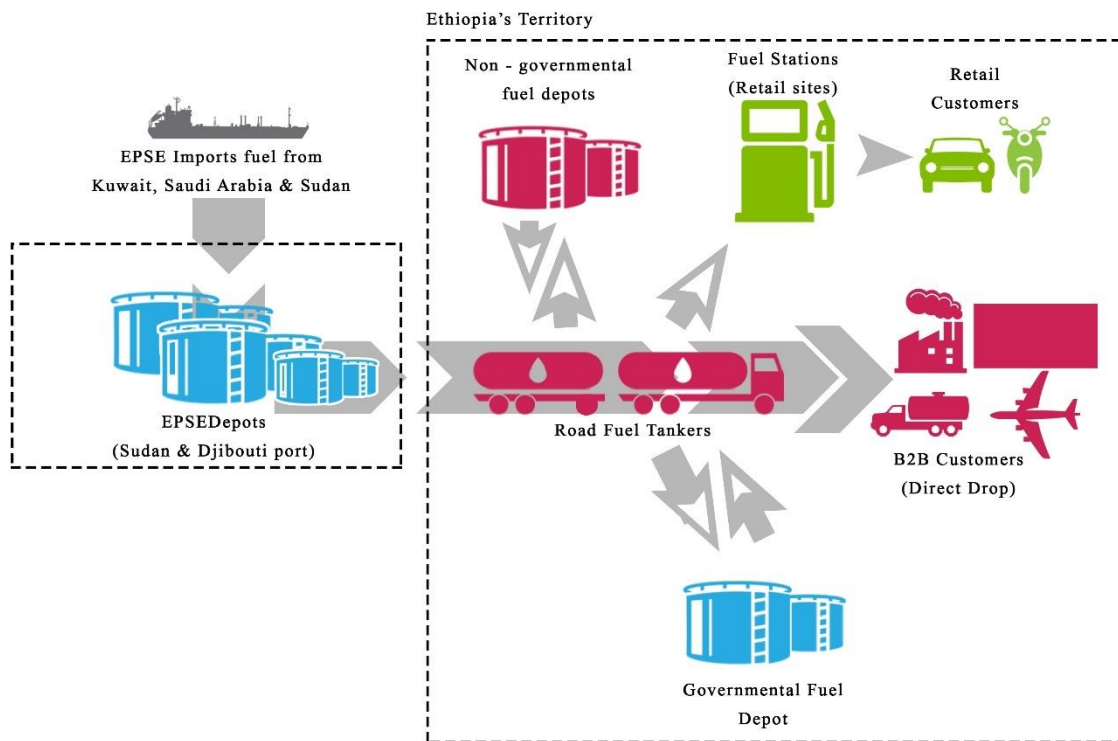 Ethiopia's Territory
Non - governmental
fuel depots
Fuel Stations
(Retail sites)
Retail
Customers
EPSE Imports fuel from
Kuwait, Saudi Arabia & Sudan
EPSEDepots
(Sudan & Djibouti port)
Road Fuel Tankers
B2B Customers
(Direct Drop)
Governmental Fuel
Depot